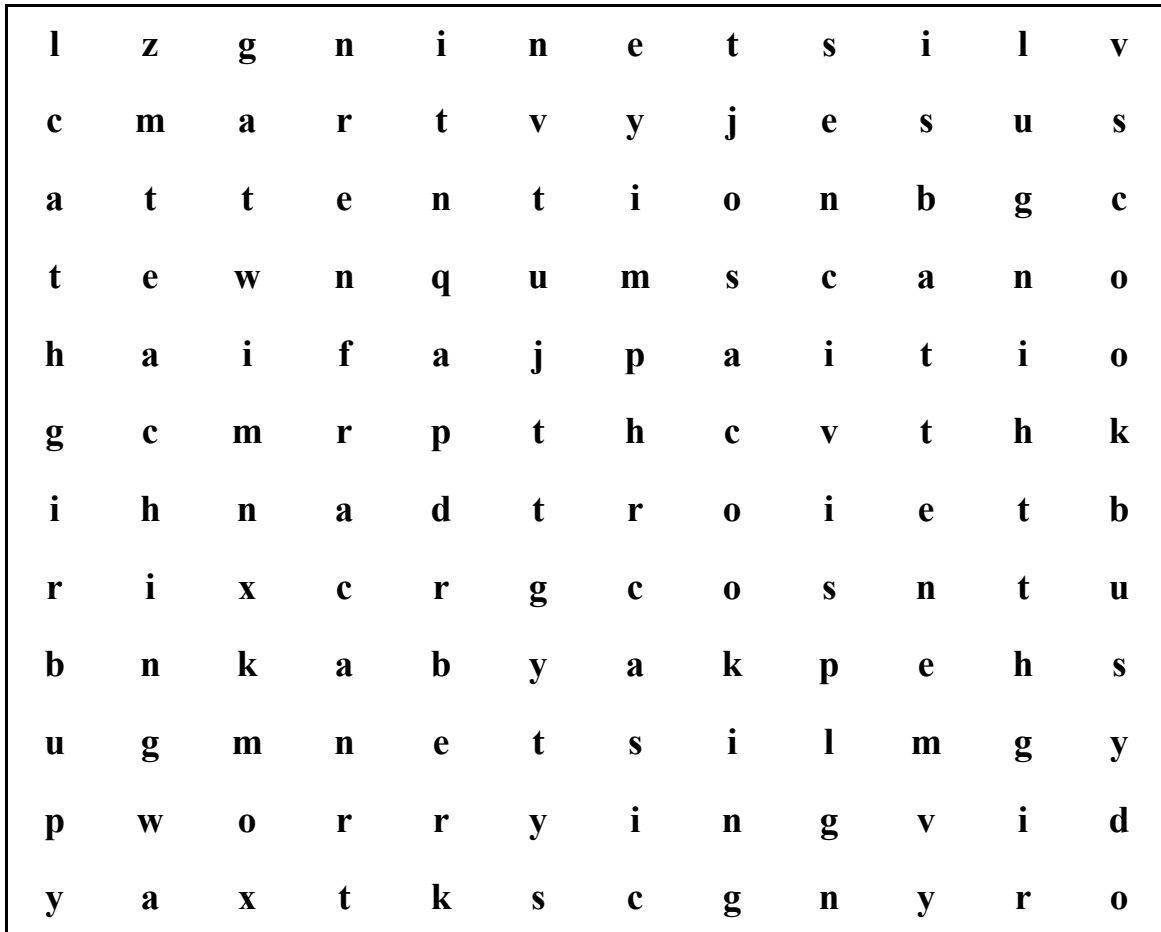 l z g n i n e t s i l v
c m a r t v y j e s u s
a t t e n t i o n b g c
t e w n q u m s c a n o
h a i f a j p a i t i o
g c m r p t h c v t h k
i h n a d t r o i e t b
r i x c r g c o s n t u
b n k a b y a k p e h s
u g m n e t s i l m g y
p w o r r y i n g v i d
y a x t k s c g n y r o